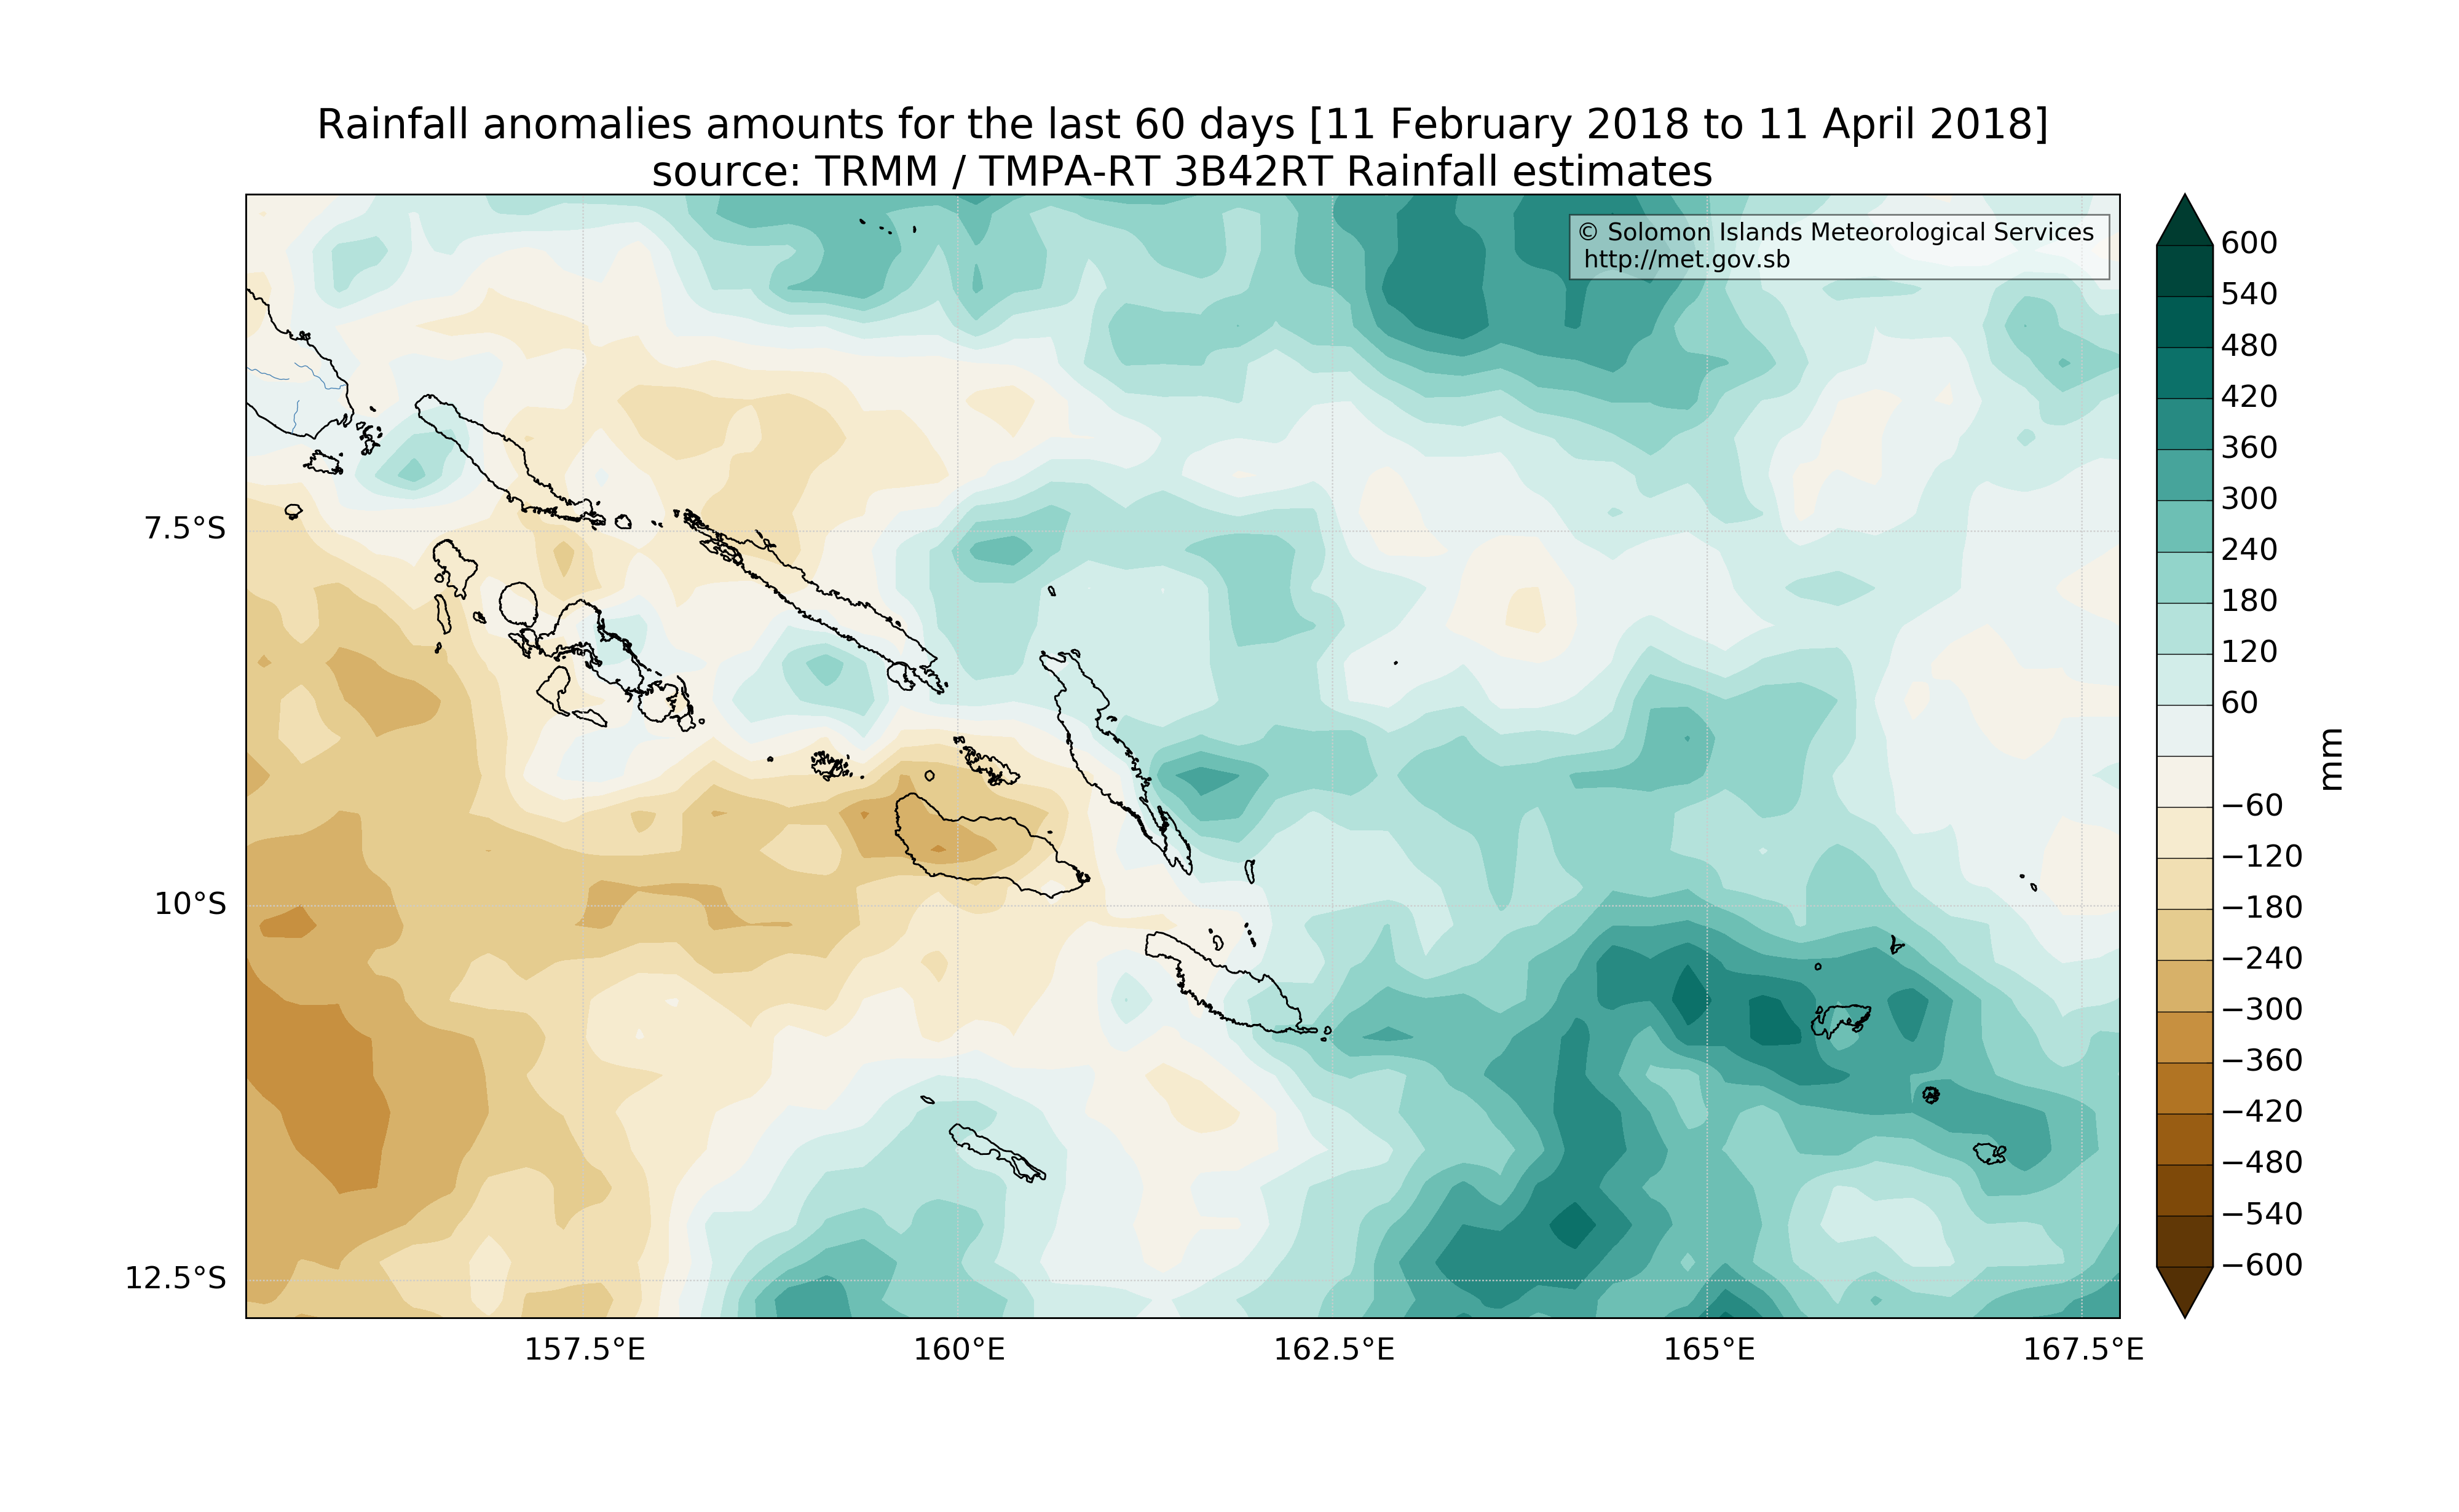 Rainfall anomalies amounts for the last 60 days [11 February 2018 to 11 April 2018]
source: TRMM / TMPA-RT 3B42RT Rainfall estimates
© Solomon Islands Meteorological Services
http://met.gov.sb
7.5°S
10°S
12.5°S
157.5°E
160°E
162.5°E
165°E
167.5°E
600
540
480
420
360
300
240
180
120
60
−60
−120
−180
−240
−300
−360
−420
−480
−540
−600
mm